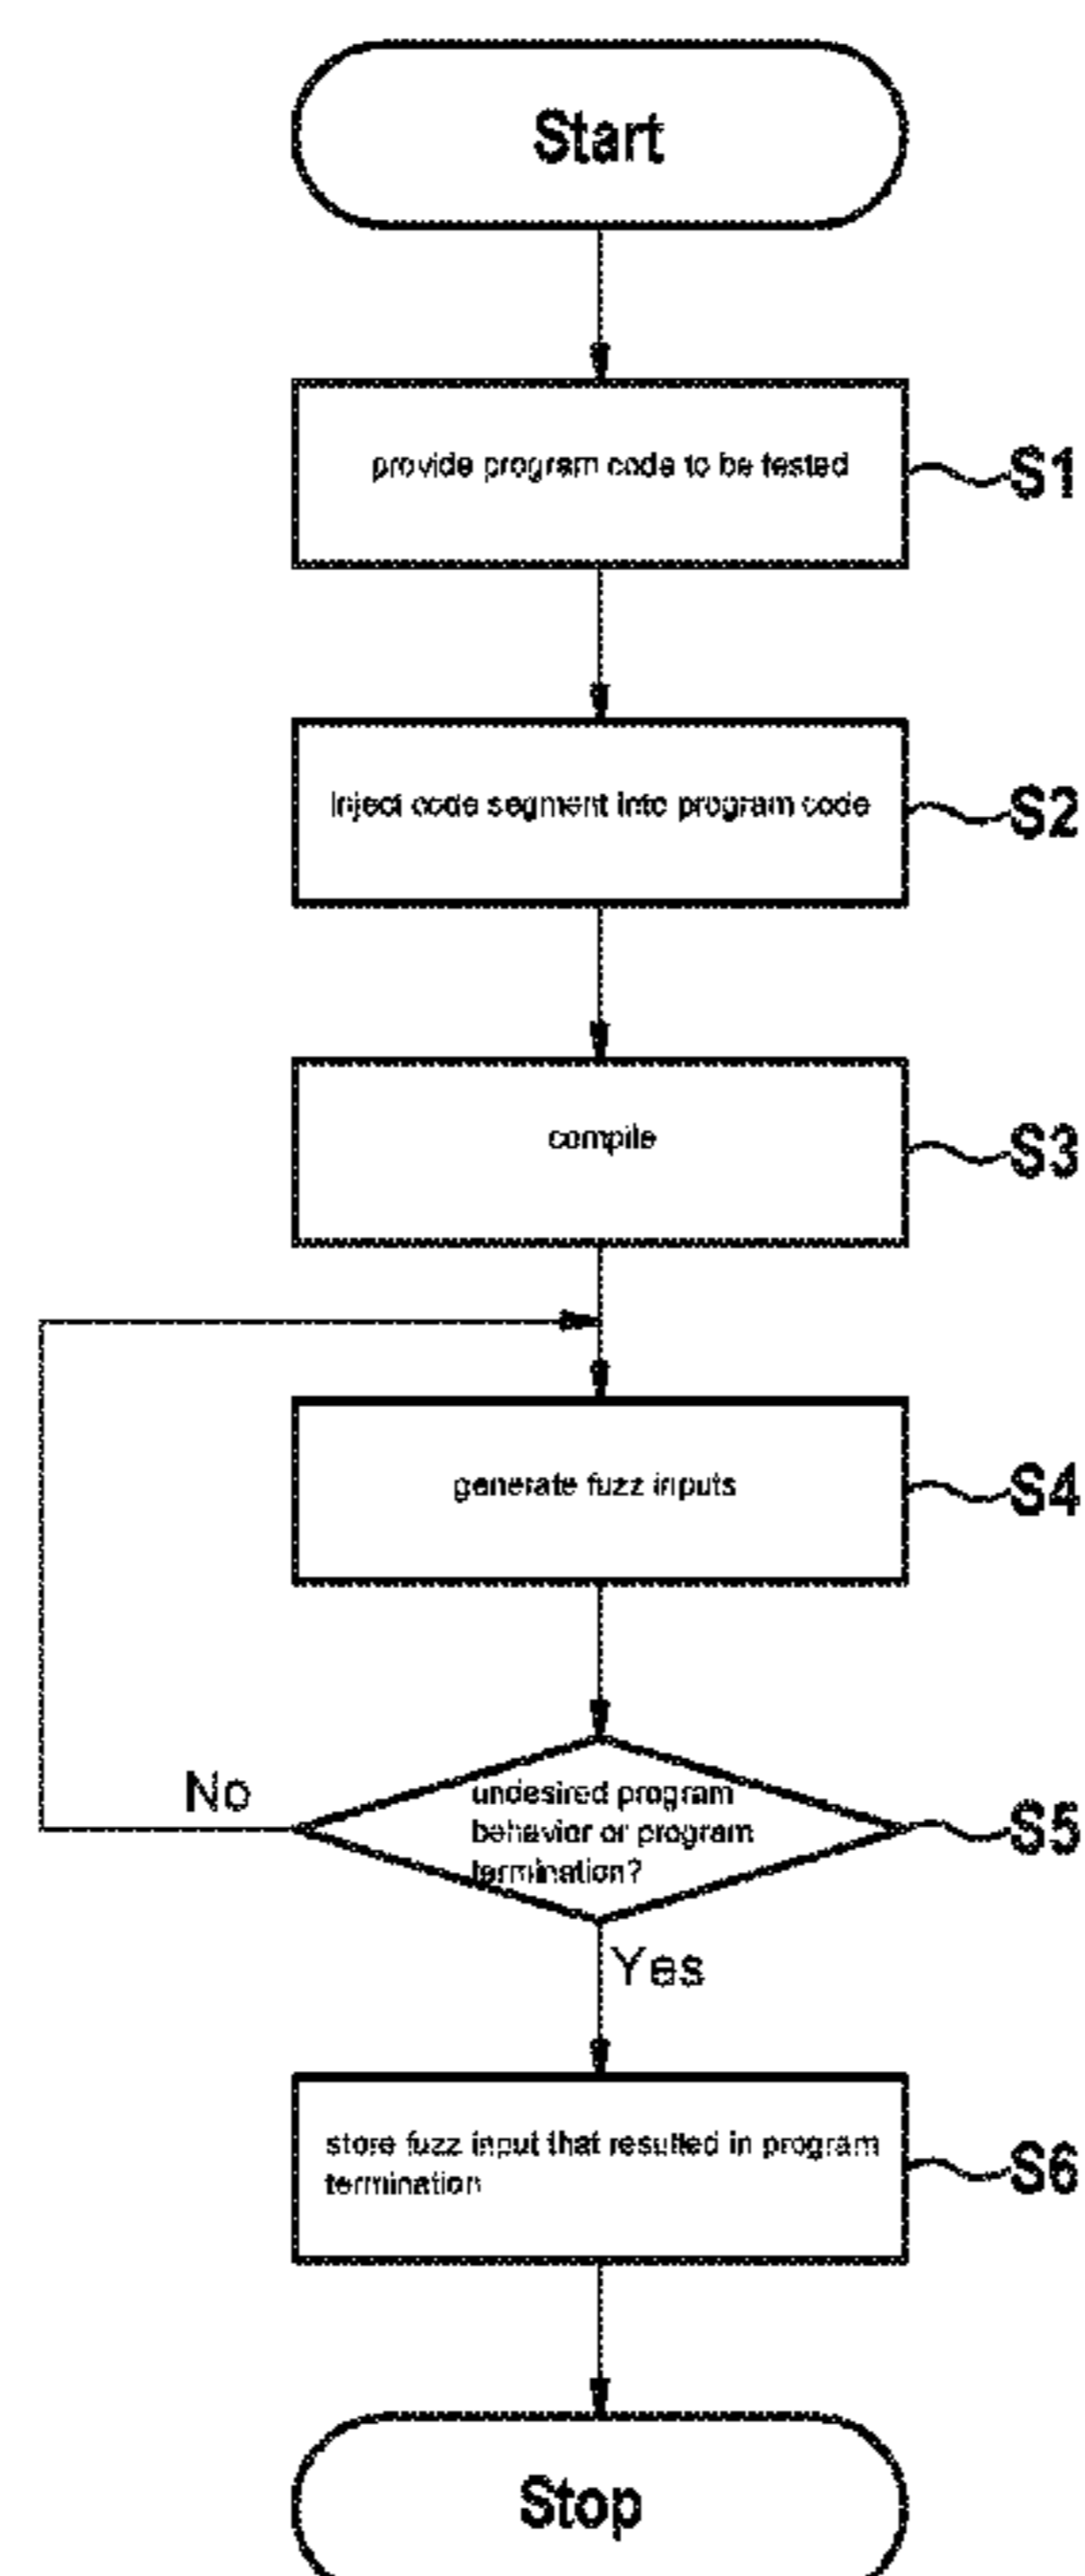 Start
provide program code to be tested
S1
Inject code segment into program code
S2
compile
S3
generate fuzz inputs
S4
No
undesired program
behavior or program
termination?
S5
Yes
store fuzz input that resulted in program
termination
S6
Stop